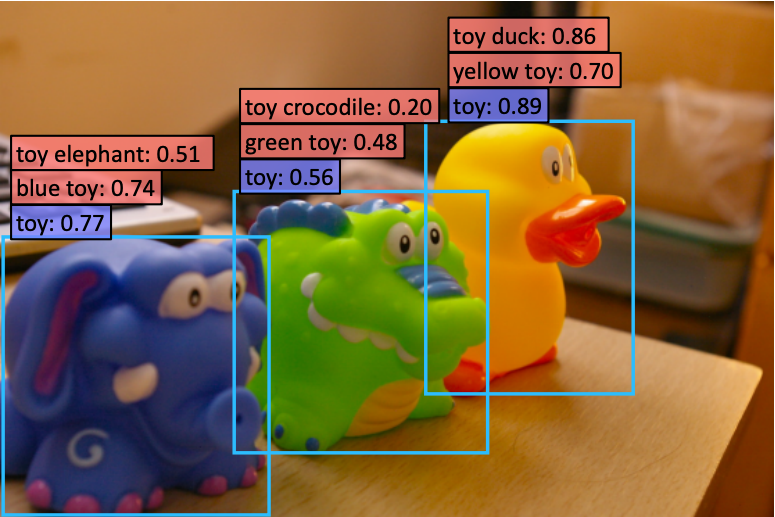 toy elephant: 0.51
blue toy: 0.74
toy: 0.77
toy crocodile: 0.20
green toy: 0.48
toy: 0.56
toy duck: 0.86
yellow toy: 0.70
toy: 0.89